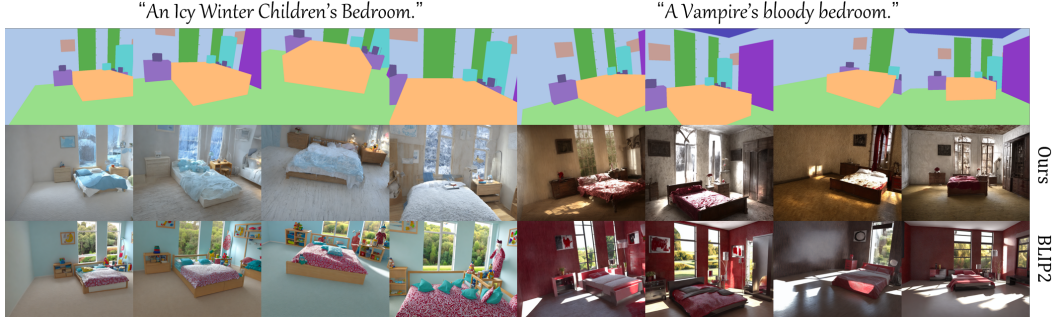 “An Icy Winter Children’s Bedroom.”
“A Vampire’s bloody bedroom.”
Ours
BLIP2